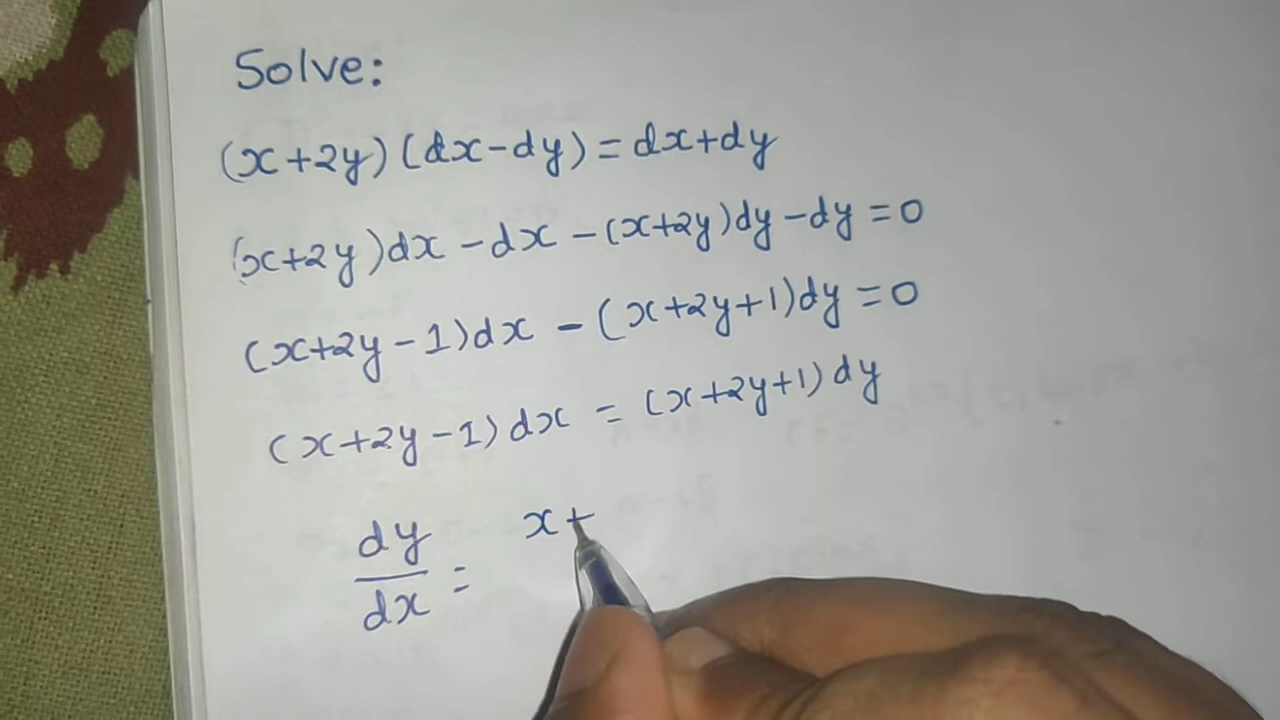 Solve:
(x+2y)(dx-dy)=dx+dy
(x+2y)dx-dx-(x+2y)dy-dy=0
(x+2y-1)dx-(x+2y+1)dy=0
(x+2y-1)dx=(x+2y+1)dy
dy/dx= x+